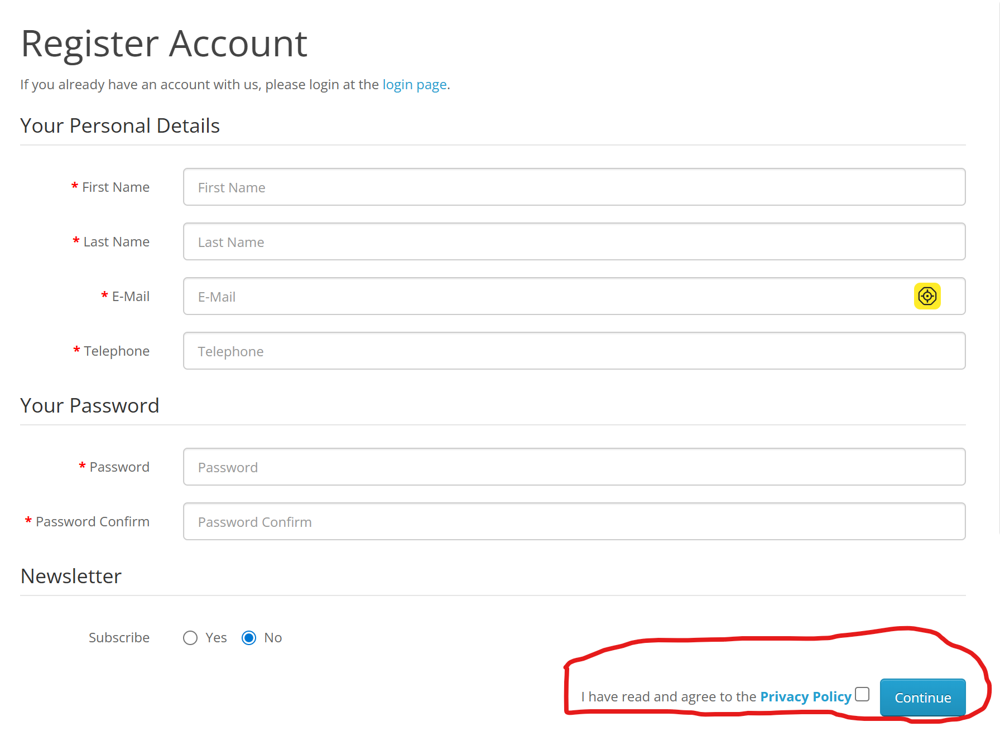 Register Account
If you already have an account with us, please login at the login page.
Your Personal Details
* First Name First Name
* Last Name Last Name
* E-Mail E-Mail
* Telephone Telephone
Your Password
* Password Password
* Password Confirm Password Confirm
Newsletter
Subscribe Yes No
I have read and agree to the Privacy Policy Continue